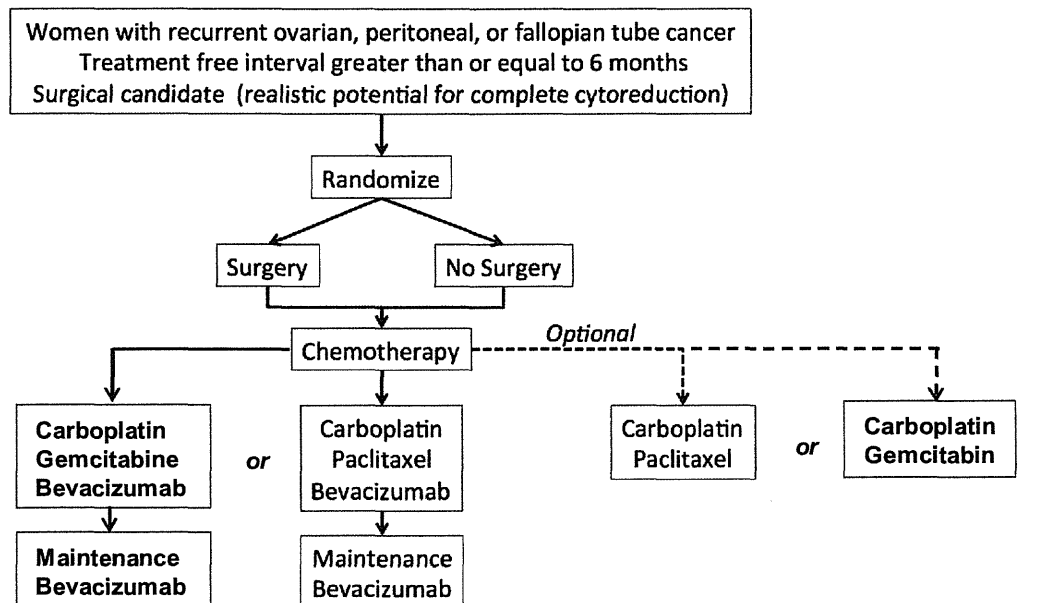 Women with recurrent ovarian, peritoneal, or fallopian tube cancer
Treatment free interval greater than or equal to 6 months
Surgical candidate (realistic potential for complete cytoreduction)
Randomize
Surgery
No Surgery
Optional
Chemotherapy
Carboplatin
Gemcitabine
Bevacizumab
or
Carboplatin
Paclitaxel
Bevacizumab
Carboplatin
Paclitaxel
or
Carboplatin
Gemcitabin
Maintenance
Bevacizumab
Maintenance
Bevacizumab